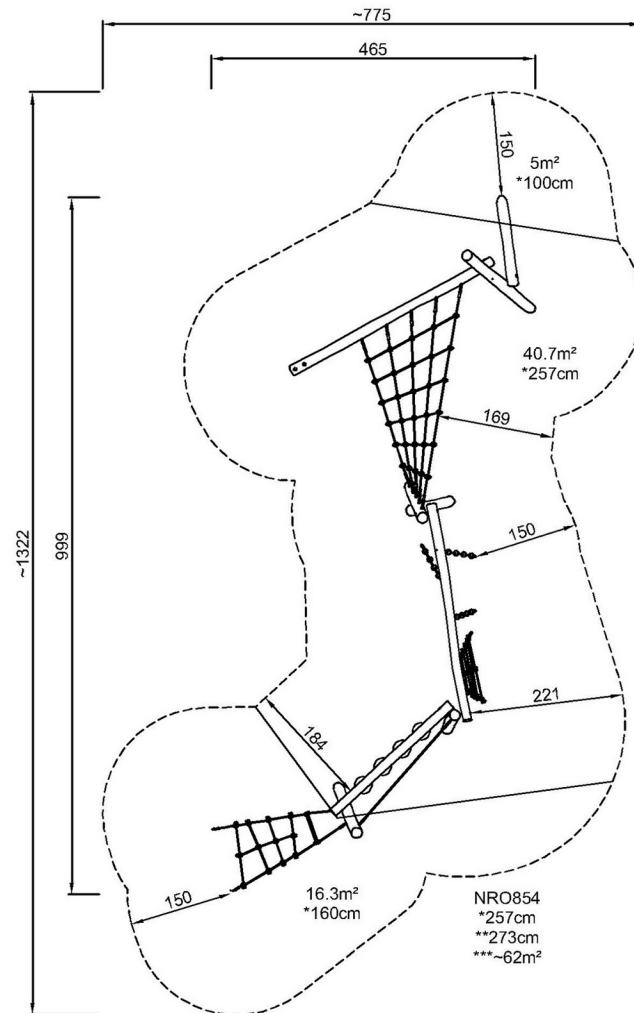 ~775
465
150
5m²
*100cm
~1322
999
40.7m²
*257cm
169
150
221
184
150
16.3m²
*160cm
NRO854
*257cm
**273cm
***~62m²